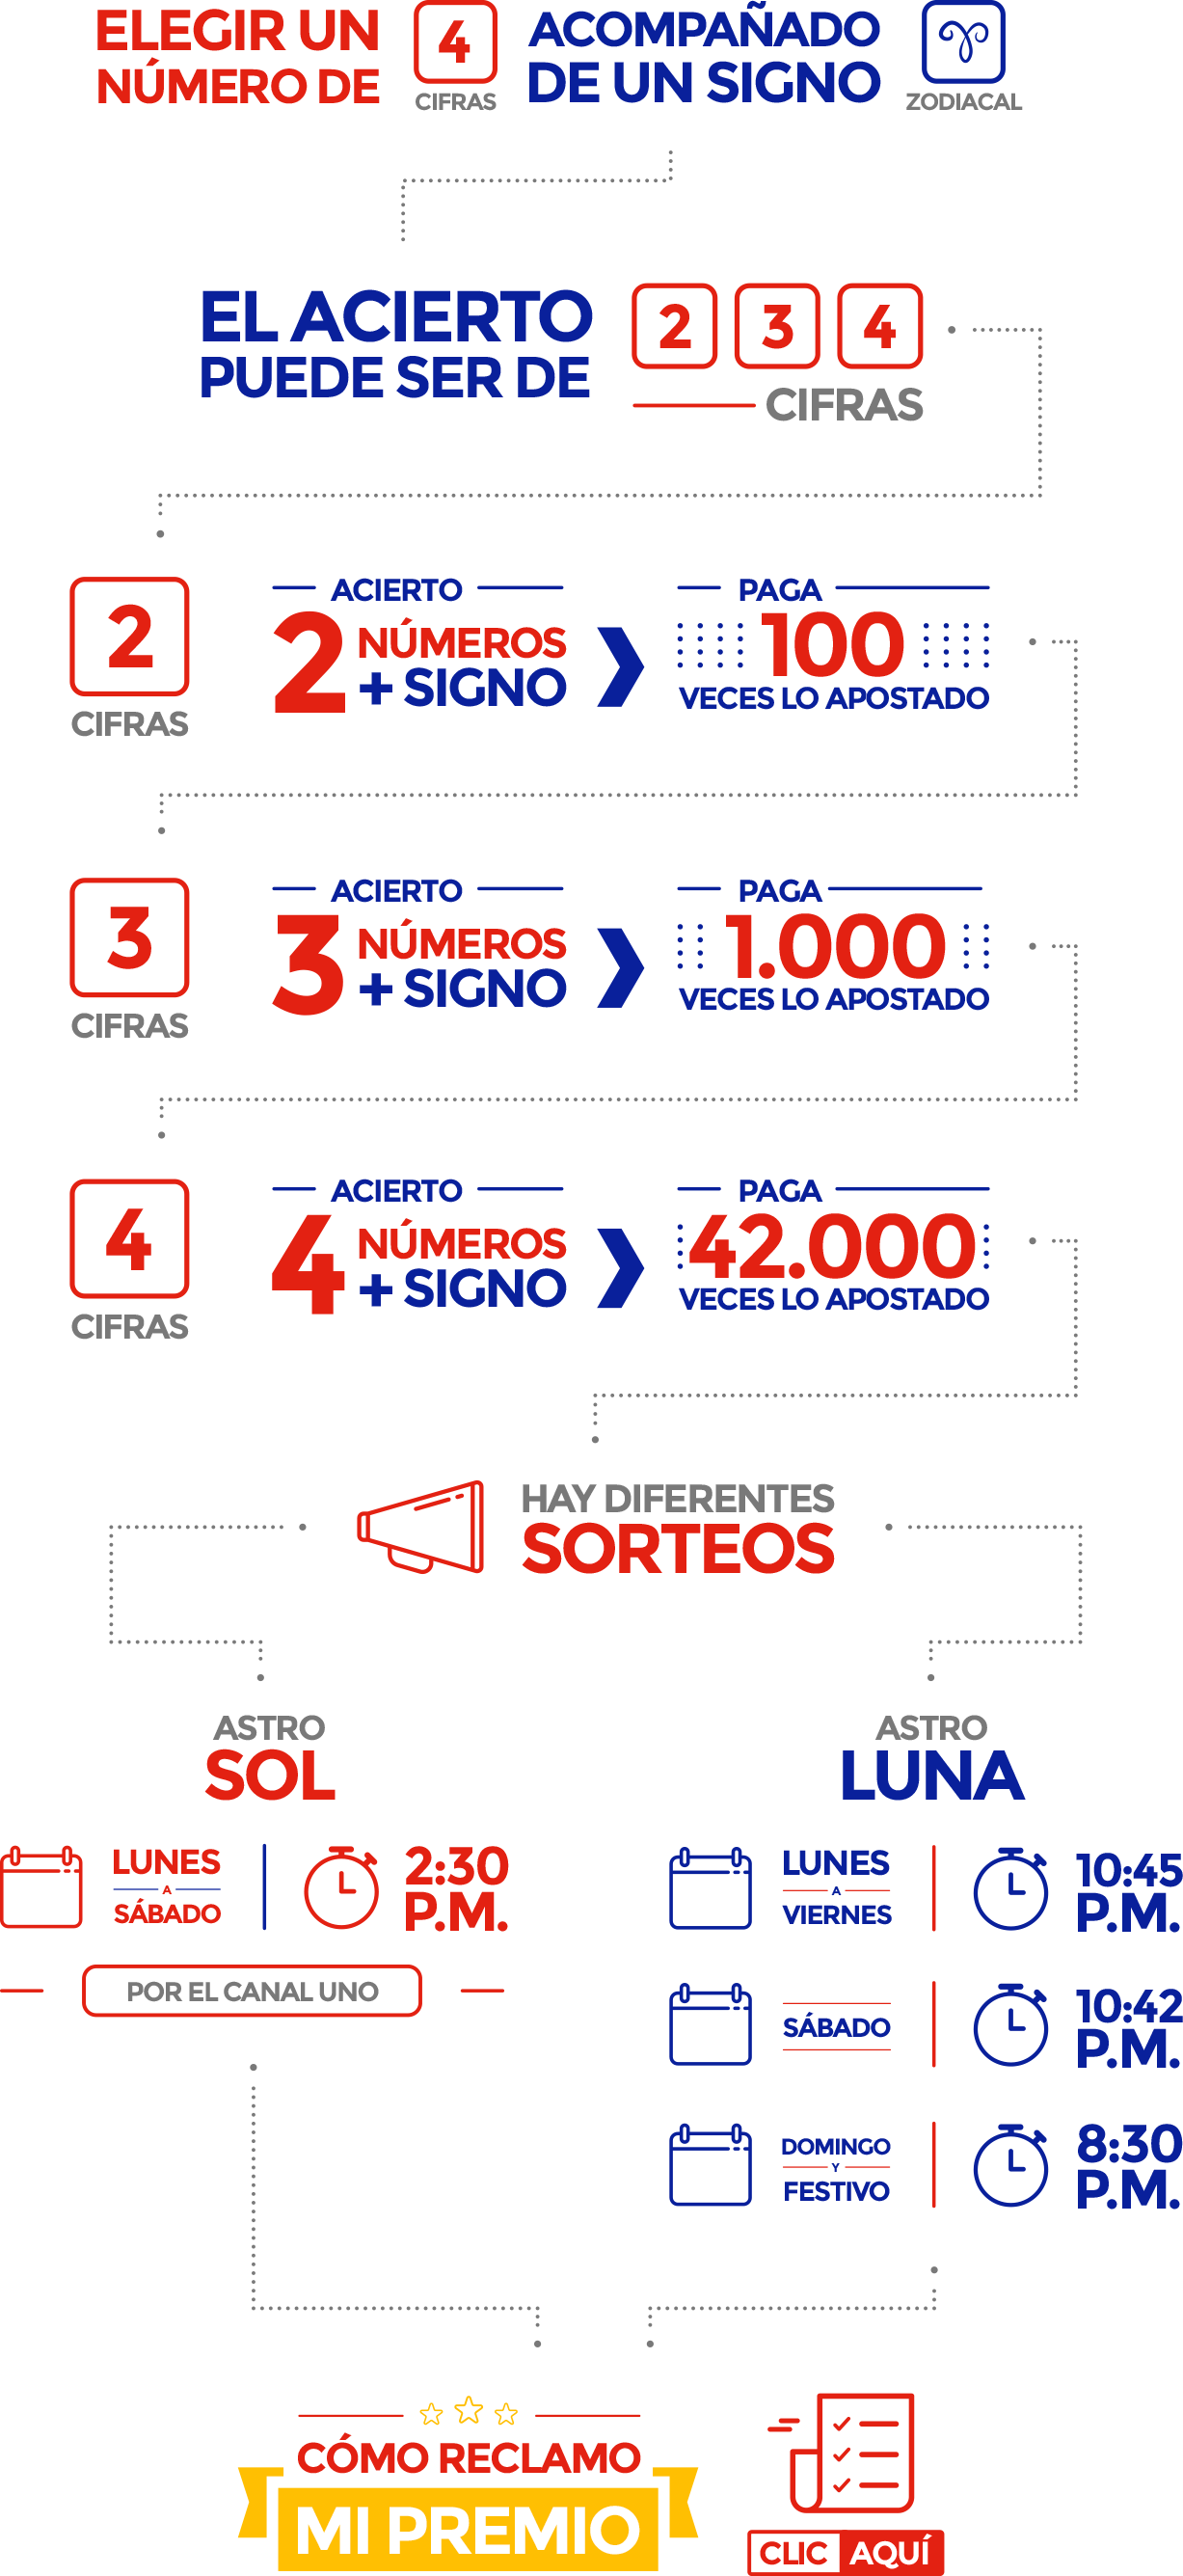 ELEGIR UN
NÚMERO DE
4
CIFRAS
ACOMPAÑADO
DE UN SIGNO
ZODIACAL
EL ACIERTO
PUEDE SER DE
2 3 4
CIFRAS
2
CIFRAS
ACIERTO
2 NÚMEROS
+ SIGNO
PAGA
100
VECES LO APOSTADO
3
CIFRAS
ACIERTO
3 NÚMEROS
+ SIGNO
PAGA
1.000
VECES LO APOSTADO
4
CIFRAS
ACIERTO
4 NÚMEROS
+ SIGNO
PAGA
42.000
VECES LO APOSTADO
HAY DIFERENTES
SORTEOS
ASTRO
SOL
LUNES
A
SÁBADO
2:30
P.M.
POR EL CANAL UNO
ASTRO
LUNA
LUNES
A
VIERNES
10:45
P.M.
SÁBADO
10:42
P.M.
DOMINGO
Y
FESTIVO
8:30
P.M.
CÓMO RECLAMO
MI PREMIO
CLIC AQUÍ